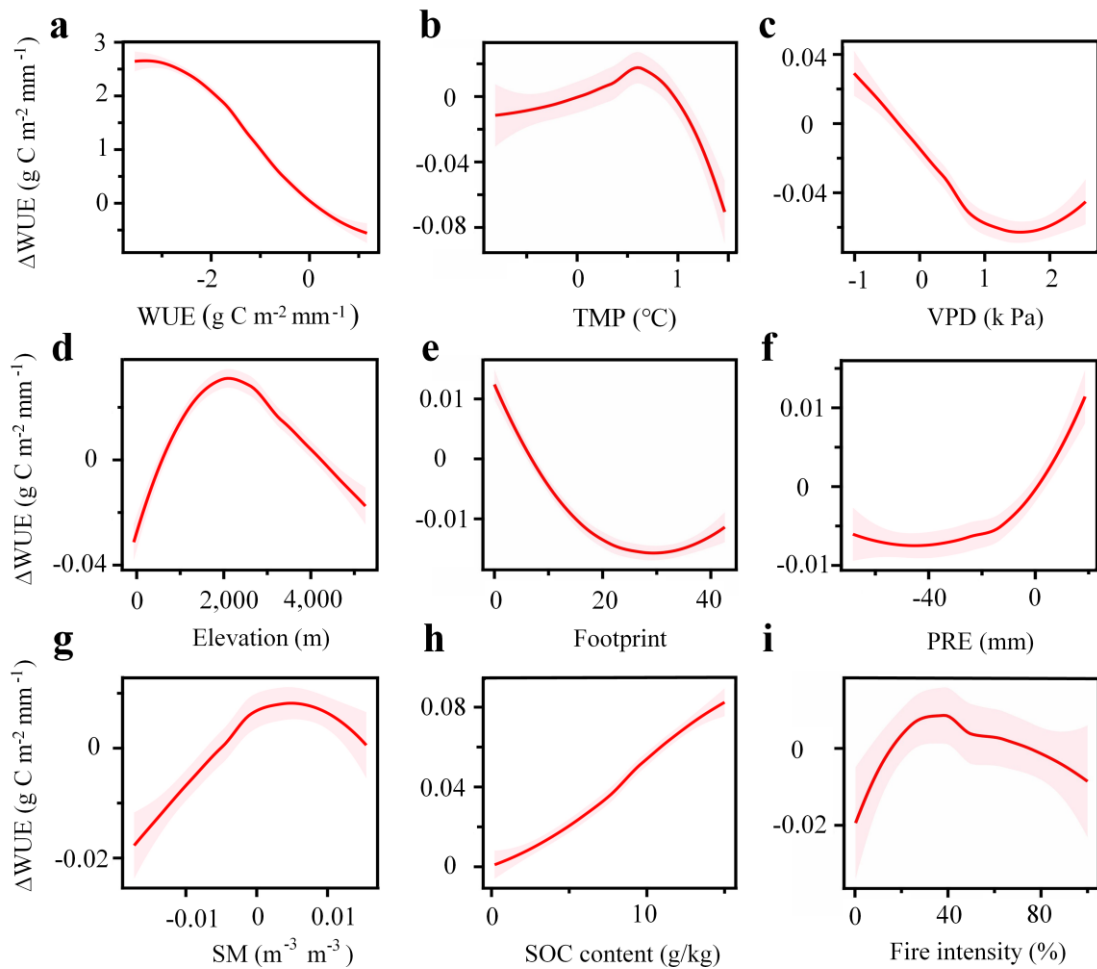 a b c
ΔWUE (g C m⁻² mm⁻¹)
3
2
1
0
-2 0
WUE (g C m⁻² mm⁻¹)
0
-0.04
-0.08
0 1
TMP (°C)
0.04
0
-0.04
-1 0 1 2
VPD (k Pa)
d e f
ΔWUE (g C m⁻² mm⁻¹)
0
-0.04
0 2,000 4,000
Elevation (m)
0.01
-0.01
0 20 40
Footprint
0.01
0
-0.01
-40 0
PRE (mm)
g h i
ΔWUE (g C m⁻² mm⁻¹)
0
-0.02
-0.01 0 0.01
SM (m⁻³ m⁻³)
0.08
0.04
0
0 10
SOC content (g/kg)
0
-0.02
0 40 80
Fire intensity (%)